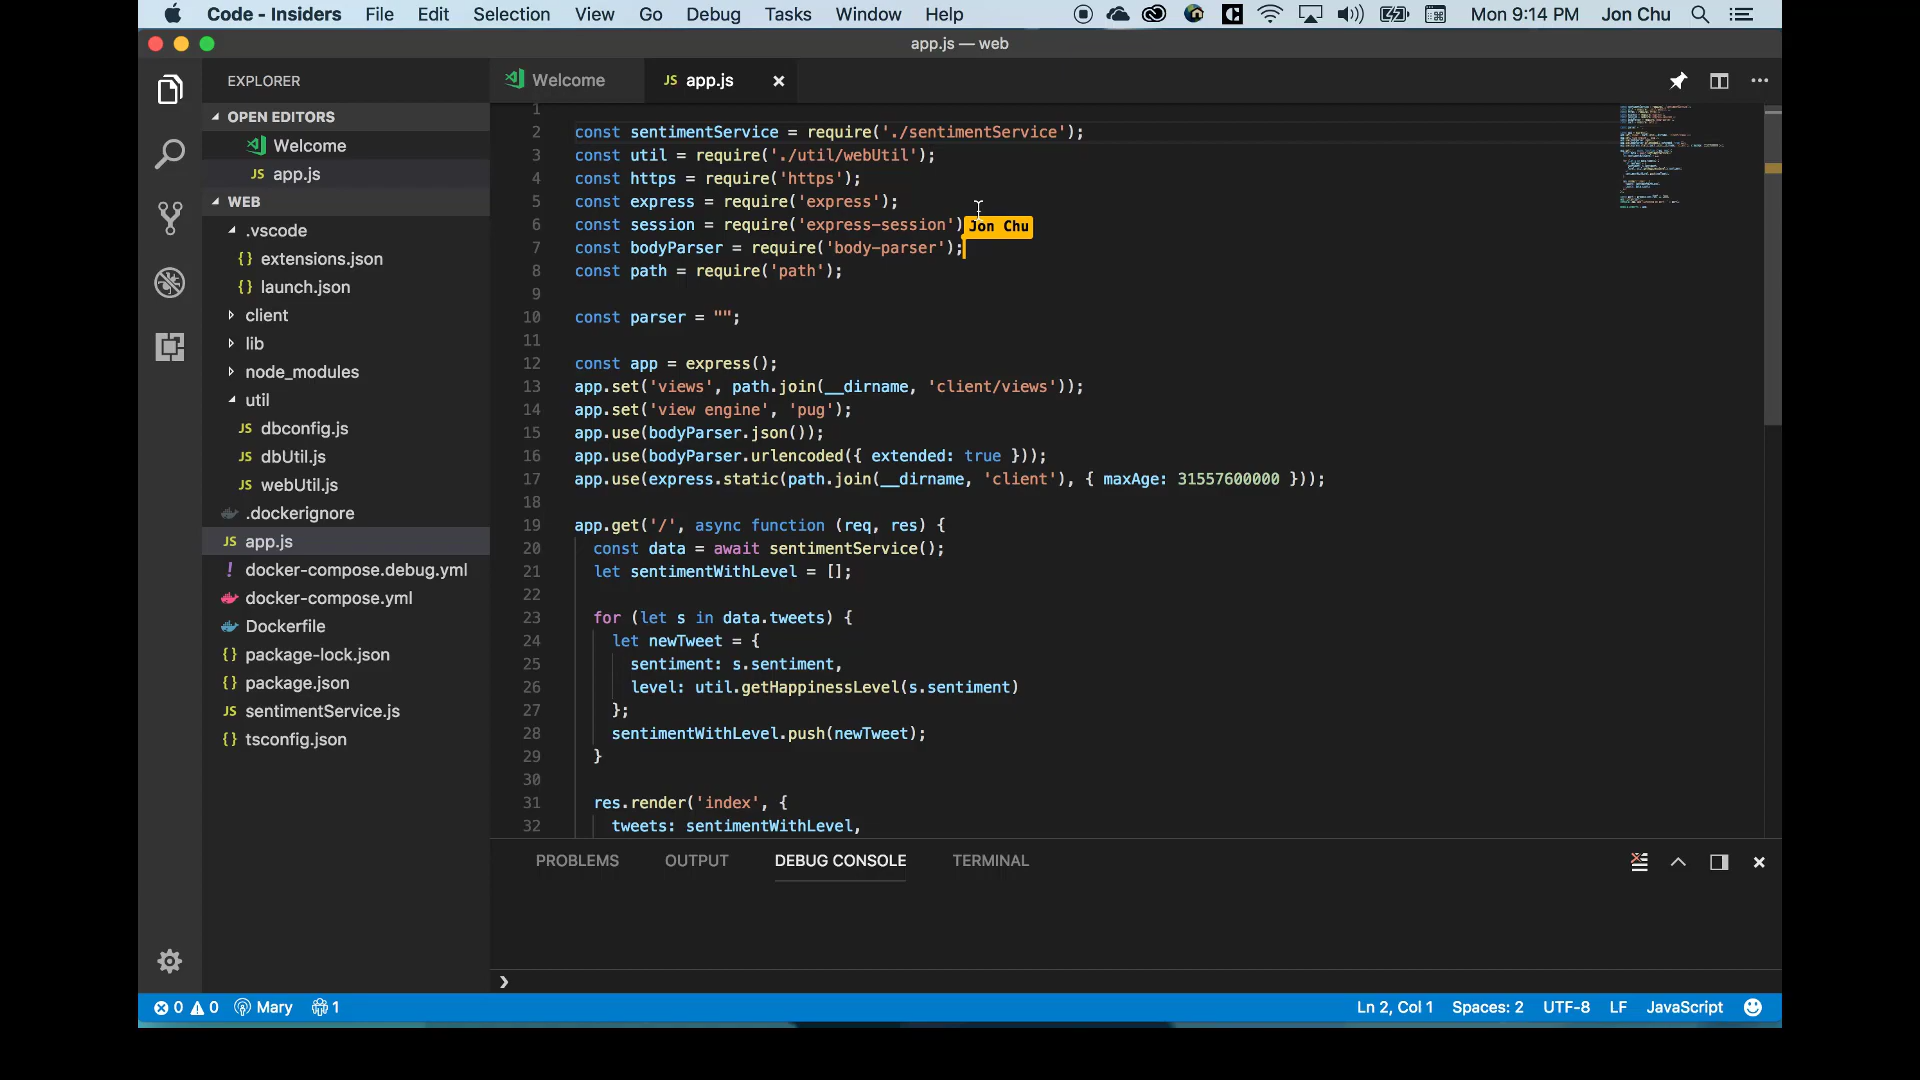 Code - Insiders File Edit Selection View Go Debug Tasks Window Help Mon 9:14 PM Jon Chu
app.js — web
EXPLORER
OPEN EDITORS
Welcome
JS app.js
WEB
.vscode
{} extensions.json
{} launch.json
client
lib
node_modules
util
JS dbconfig.js
JS dbUtil.js
JS webUtil.js
.dockerignore
JS app.js
! docker-compose.debug.yml
docker-compose.yml
Dockerfile
{} package-lock.json
{} package.json
JS sentimentService.js
{} tsconfig.json
Welcome JS app.js
1
2 const sentimentService = require('./sentimentService');
3 const util = require('./util/webUtil');
4 const https = require('https');
5 const express = require('express');
6 const session = require('express-session')
Jon Chu
7 const bodyParser = require('body-parser');
8 const path = require('path');
9
10 const parser = "";
11
12 const app = express();
13 app.set('views', path.join(__dirname, 'client/views'));
14 app.set('view engine', 'pug');
15 app.use(bodyParser.json());
16 app.use(bodyParser.urlencoded({ extended: true }));
17 app.use(express.static(path.join(__dirname, 'client'), { maxAge: 31557600000 }));
18
19 app.get('/', async function (req, res) {
20 const data = await sentimentService();
21 let sentimentWithLevel = [];
22
23 for (let s in data.tweets) {
24 let newTweet = {
25 sentiment: s.sentiment,
26 level: util.getHappinessLevel(s.sentiment)
27 };
28 sentimentWithLevel.push(newTweet);
29 }
30
31 res.render('index', {
32 tweets: sentimentWithLevel,
PROBLEMS OUTPUT DEBUG CONSOLE TERMINAL
0 0 Mary 1 Ln 2, Col 1 Spaces: 2 UTF-8 LF JavaScript